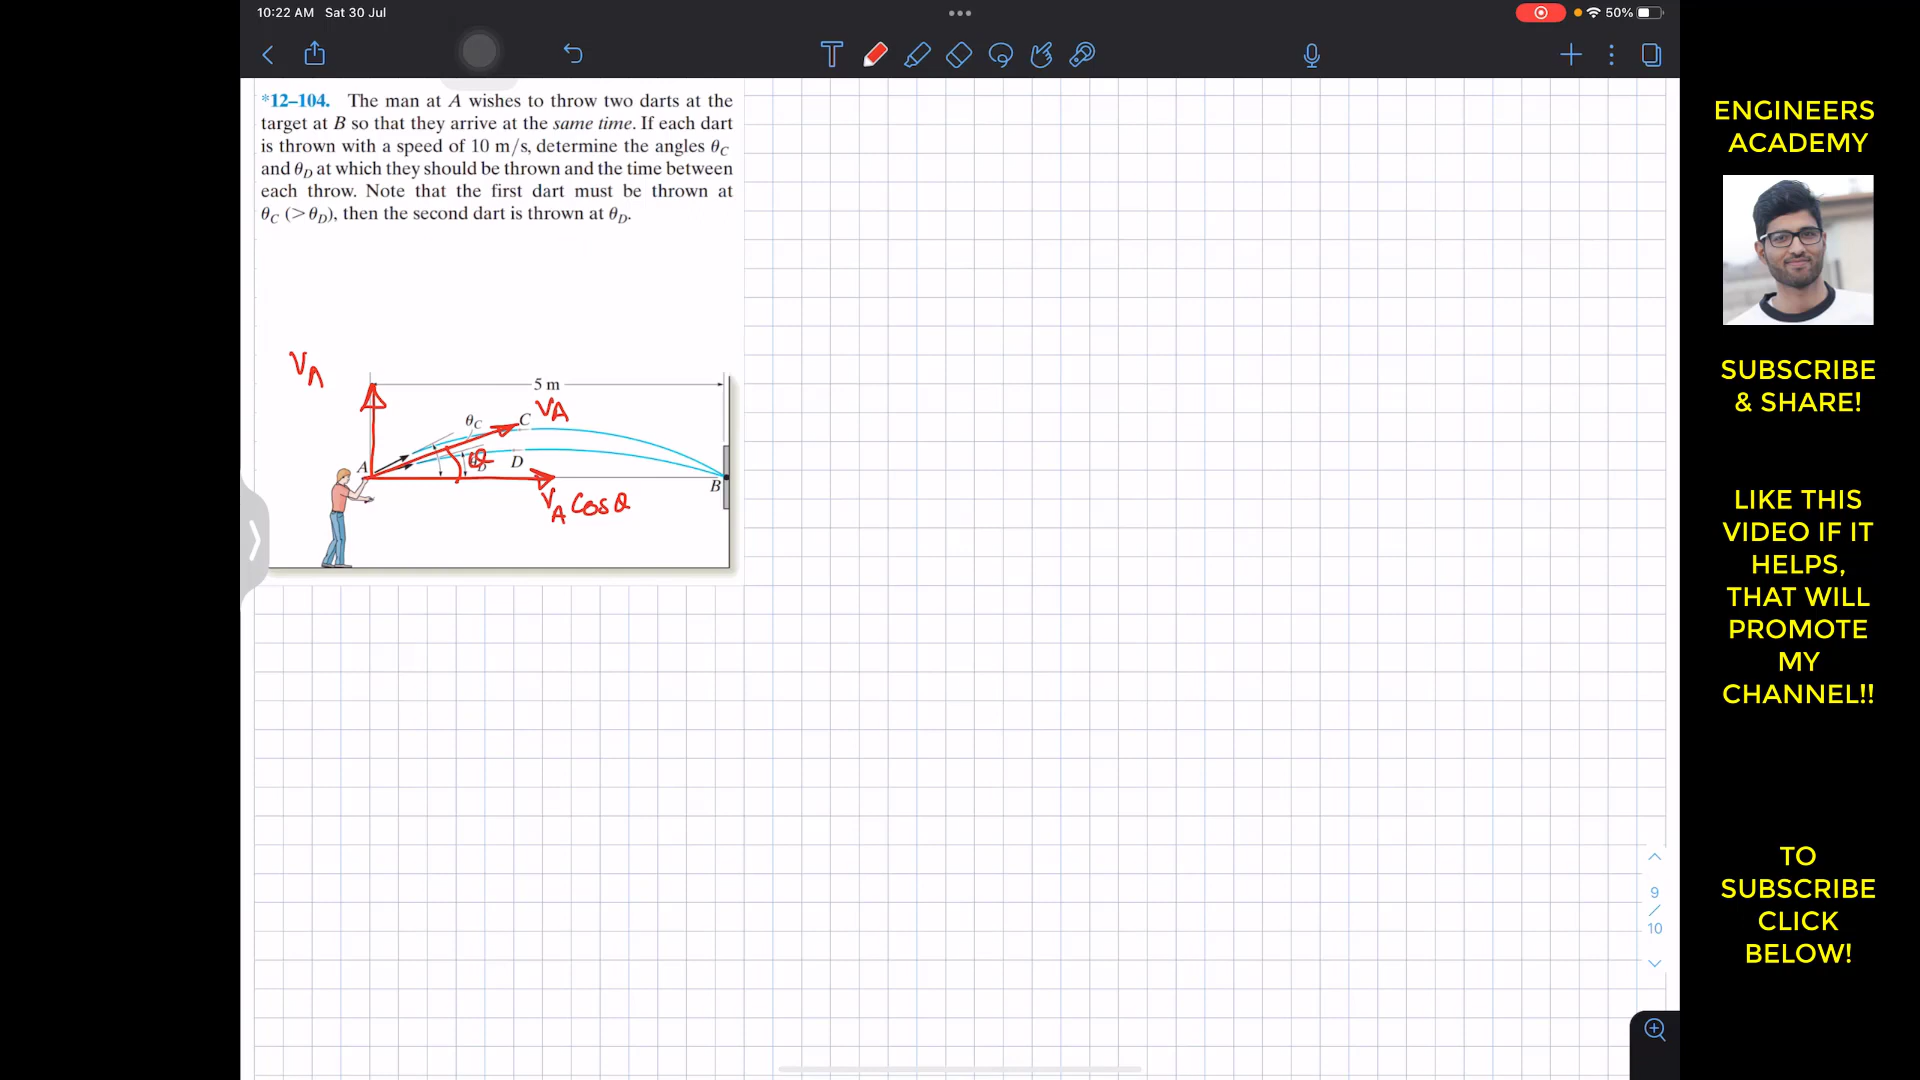 10:22 AM Sat 30 Jul
50%
*12–104. The man at A wishes to throw two darts at the
target at B so that they arrive at the same time. If each dart
is thrown with a speed of 10 m/s, determine the angles θC
and θD at which they should be thrown and the time between
each throw. Note that the first dart must be thrown at
θC (>θD), then the second dart is thrown at θD.
VA
5 m
θC
C
VA
A
θ
D
B
VA Cosθ
9
/
10
ENGINEERS
ACADEMY
SUBSCRIBE
& SHARE!
LIKE THIS
VIDEO IF IT
HELPS,
THAT WILL
PROMOTE
MY
CHANNEL!!
TO
SUBSCRIBE
CLICK
BELOW!